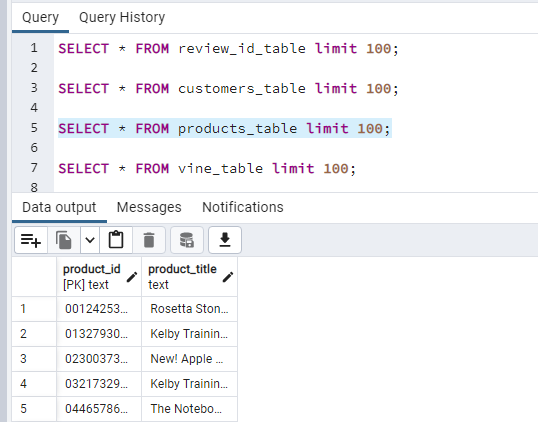 Query Query History
1 SELECT * FROM review_id_table limit 100;
2
3 SELECT * FROM customers_table limit 100;
4
5 SELECT * FROM products_table limit 100;
6
7 SELECT * FROM vine_table limit 100;
8
Data output Messages Notifications
product_id product_title
[PK] text text
1 00124253... Rosetta Ston...
2 01327930... Kelby Trainin...
3 02300373... New! Apple ...
4 03217329... Kelby Trainin...
5 04465786... The Notebo...